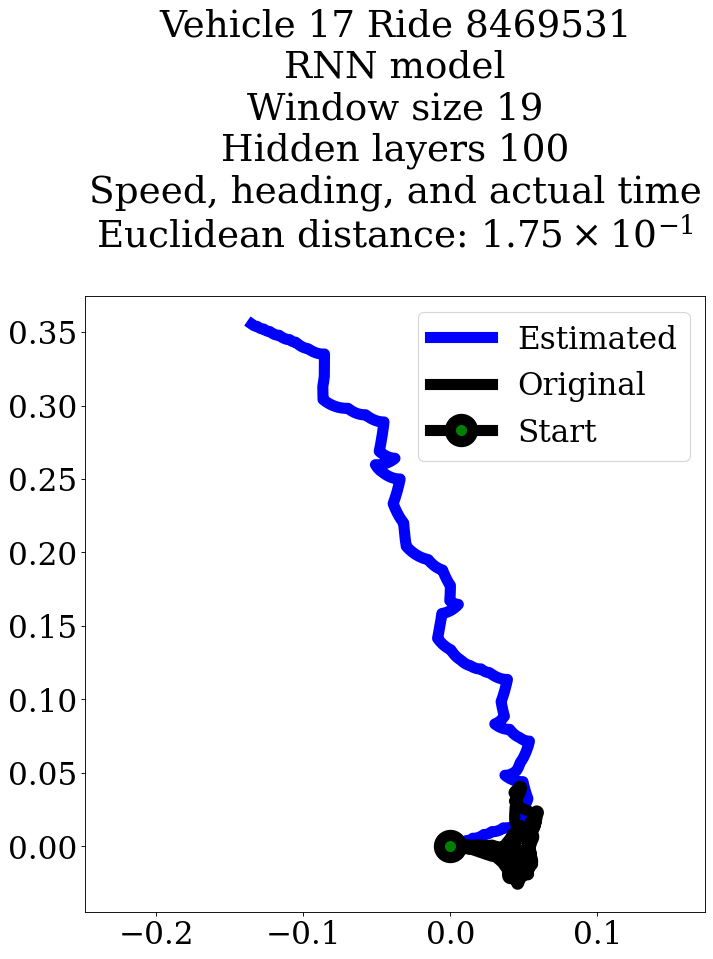 Vehicle 17 Ride 8469531
RNN model
Window size 19
Hidden layers 100
Speed, heading, and actual time
Euclidean distance: 1.75 × 10⁻¹
Estimated
Original
Start
0.35
0.30
0.25
0.20
0.15
0.10
0.05
0.00
−0.2 −0.1 0.0 0.1